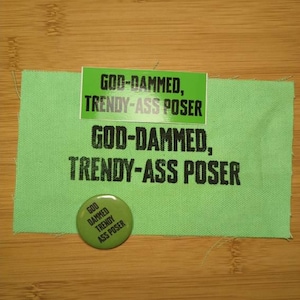 GOD-DAMMED,
TRENDY-ASS POSER
GOD-DAMMED,
TRENDY-ASS POSER
GOD
DAMMED
TRENDY
ASS POSER